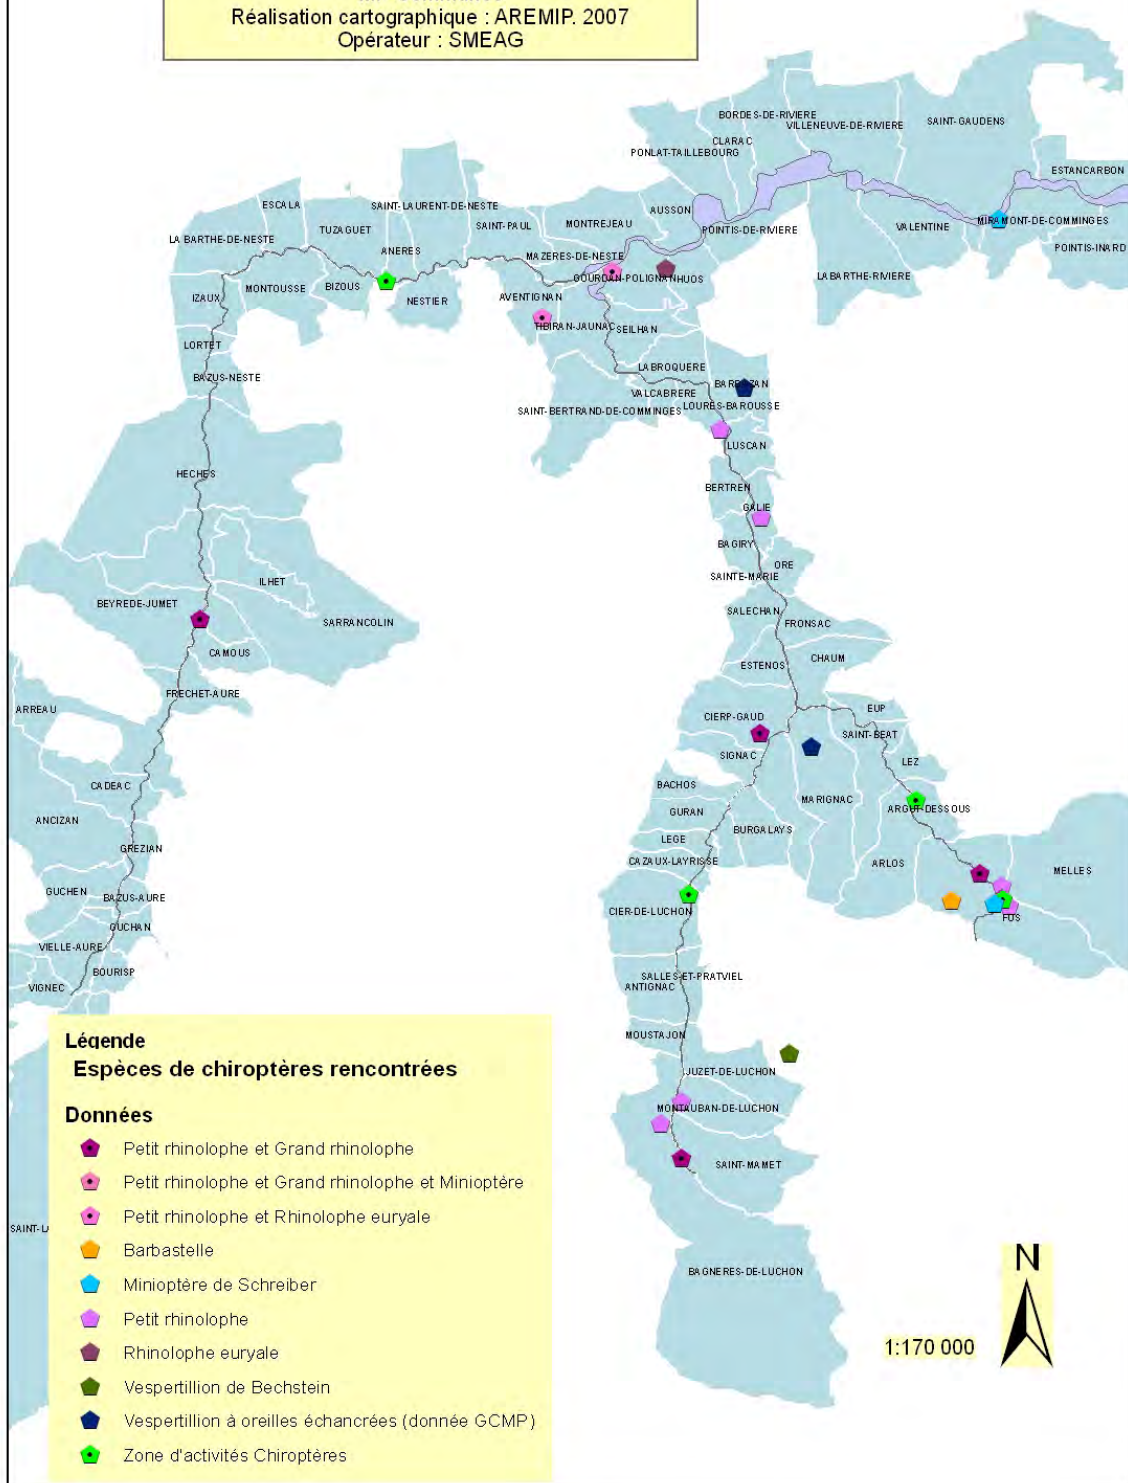 Réalisation cartographique : AREMIP. 2007
Opérateur : SMEAG
BORDES-DE-RIVIERE
VILLENEUVE-DE-RIVIERE
SAINT-GAUDENS
CLARAC
PONLAT-TAILLEBOURG
ESTANCARBON
ESCALA
SAINT-LAURENT-DE-NESTE
AUSSON
MIRAMONT-DE-COMMINGES
TUZAGUET
SAINT-PAUL
MONTREJEAU
POINTIS-DE-RIVIERE
VALENTINE
LA BARTHE-DE-NESTE
ANERES
MAZERES-DE-NESTE
POINTIS-INARD
GOURDAN-POLIGNAN
HUOS
LABARTHE-RIVIERE
IZAUX
MONTOUSSE
BIZOUS
NESTIER
AVENTIGNAN
TIBIRAN-JAUNAC
SEILHAN
LORTET
LABROQUERE
BAZUS-NESTE
BARBAZAN
VALCABRERE
SAINT-BERTRAND-DE-COMMINGES
LOURES-BAROUSSE
LUSCAN
HECHES
BERTREN
GALIE
BAGIRY
ORE
SAINTE-MARIE
ILHET
BEYREDE-JUMET
SALECHAN
FRONSAC
SARRANCOLIN
CAMOUS
CHAUM
ESTENOS
FRECHET-AURE
ARREAU
EUP
CIERP-GAUD
SAINT-BEAT
SIGNAC
LEZ
CADEAC
BACHOS
MARIGNAC
ARGUT-DESSOUS
GURAN
ANCIZAN
BURGALAYS
LEGE
GREZIAN
CAZAUX-LAYRISSE
ARLOS
MELLES
GUCHEN
BAZUS-AURE
CIER-DE-LUCHON
FOS
GUCHAN
VIELLE-AURE
BOURISP
SALLES-ET-PRATVIEL
VIGNEC
ANTIGNAC
MOUSTAJON
JUZET-DE-LUCHON
MONTAUBAN-DE-LUCHON
SAINT-MAMET
SAINT-L
BAGNERES-DE-LUCHON
Légende
Espèces de chiroptères rencontrées
Données
Petit rhinolophe et Grand rhinolophe
Petit rhinolophe et Grand rhinolophe et Minioptère
Petit rhinolophe et Rhinolophe euryale
Barbastelle
Minioptère de Schreiber
Petit rhinolophe
Rhinolophe euryale
Vespertillion de Bechstein
Vespertillion à oreilles échancrées (donnée GCMP)
Zone d'activités Chiroptères
N
1:170 000